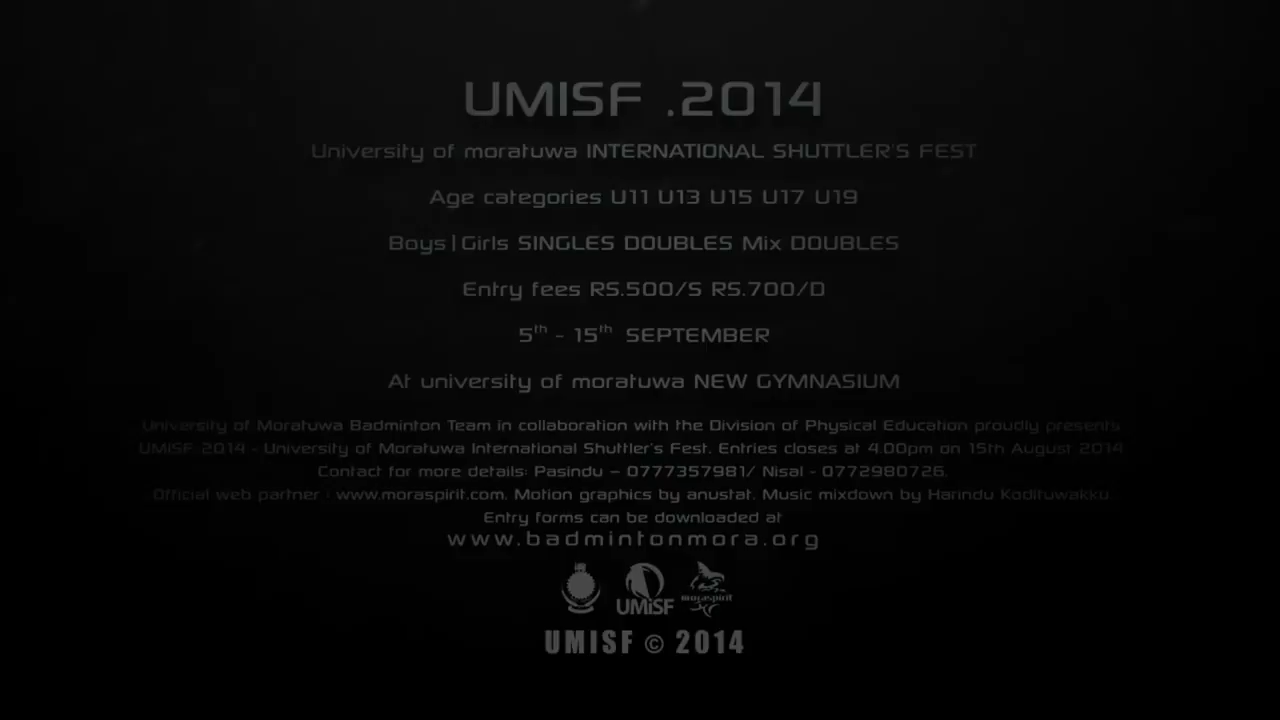 UMISF .2014
University of moratuwa INTERNATIONAL SHUTTLER'S FEST
Age categories U11 U13 U15 U17 U19
Boys|Girls SINGLES DOUBLES Mix DOUBLES
Entry fees RS.500/S RS.700/D
5th - 15th SEPTEMBER
At university of moratuwa NEW GYMNASIUM
University of Moratuwa Badminton Team in collaboration with the Division of Physical Education proudly presents
UMISF 2014 - University of Moratuwa International Shuttler's Fest. Entries closes at 4.00pm on 15th August 2014
Contact for more details: Pasindu – 0777357981/ Nisal - 0772980726.
Official web partner : www.moraspirit.com. Motion graphics by anustat. Music mixdown by Harindu Kodituwakku.
Entry forms can be downloaded at
www.badmintonmora.org
UMiSF moraspirit
UMISF © 2014